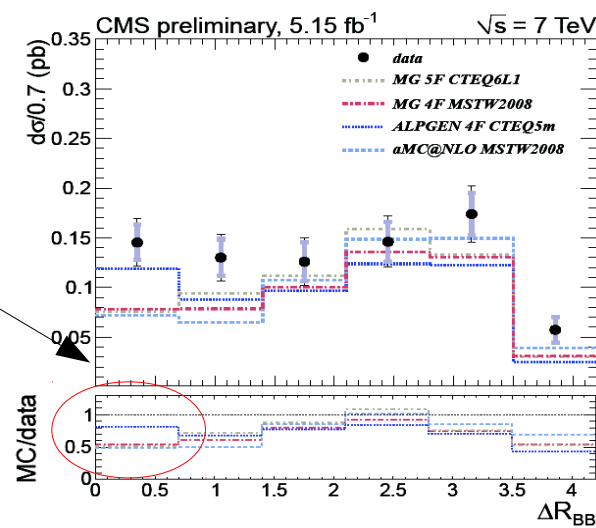 CMS preliminary, 5.15 fb⁻¹ √s = 7 TeV
0.35
0.3
0.25
0.2
0.15
0.1
0.05
dσ/0.7 (pb)
data
MG 5F CTEQ6L1
MG 4F MSTW2008
ALPGEN 4F CTEQ5m
aMC@NLO MSTW2008
MC/data
1
0.5
0
0 0.5 1 1.5 2 2.5 3 3.5 4
ΔR_BB